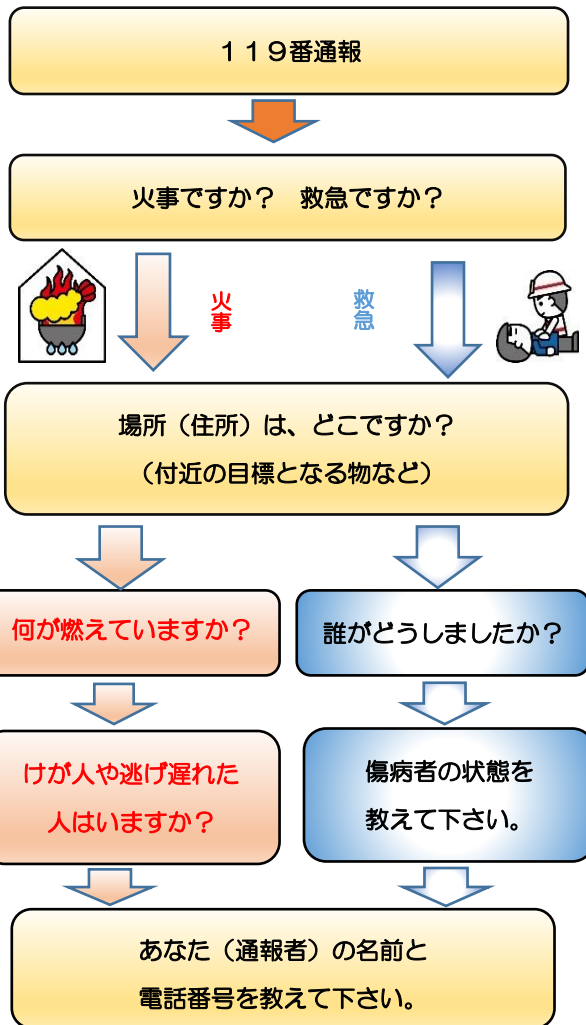 119番通報
火事ですか? 救急ですか?
火事
救急
場所(住所)は、どこですか?
(付近の目標となる物など)
何が燃えていますか?
誰がどうしましたか?
けが人や逃げ遅れた
人はいますか?
傷病者の状態を
教えて下さい。
あなた(通報者)の名前と
電話番号を教えて下さい。